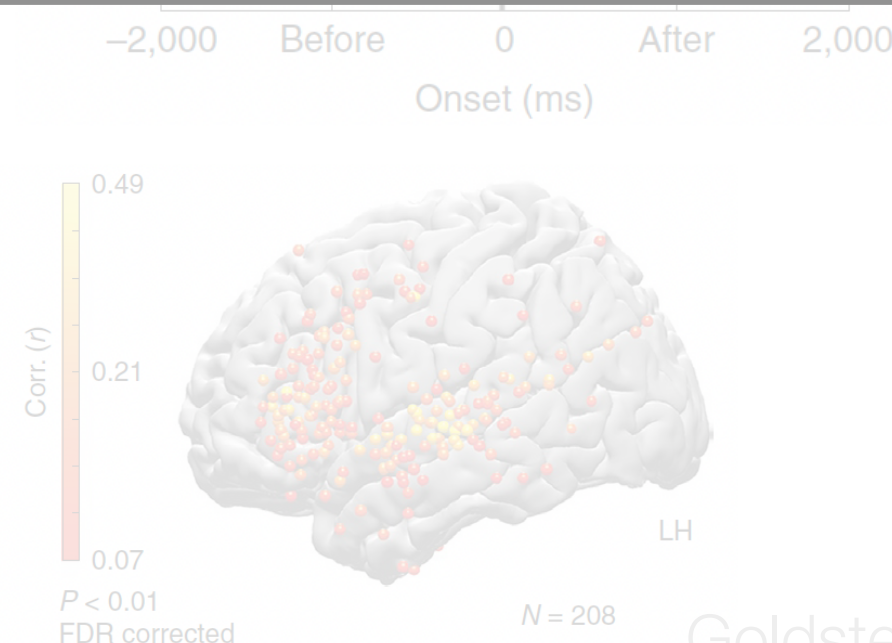 –2,000 Before 0 After 2,000
Onset (ms)
0.49
Corr. (r)
0.21
0.07
LH
P < 0.01
N = 208
FDR corrected